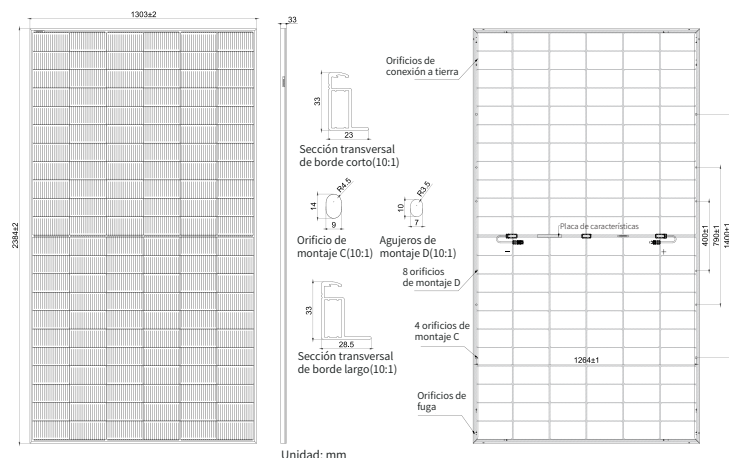 1303±2
33
2384±2
33
23
Sección transversal
de borde corto(10:1)
14
R4.5
9
Orificio de
montaje C(10:1)
10
R3.5
7
Agujeros de
montaje D(10:1)
33
28.5
Sección transversal
de borde largo(10:1)
Unidad: mm
Orificios de
conexión a tierra
Placa de características
8 orificios
de montaje D
4 orificios de
montaje C
Orificios de
fuga
1264±1
400±1
790±1
1400±1
− +